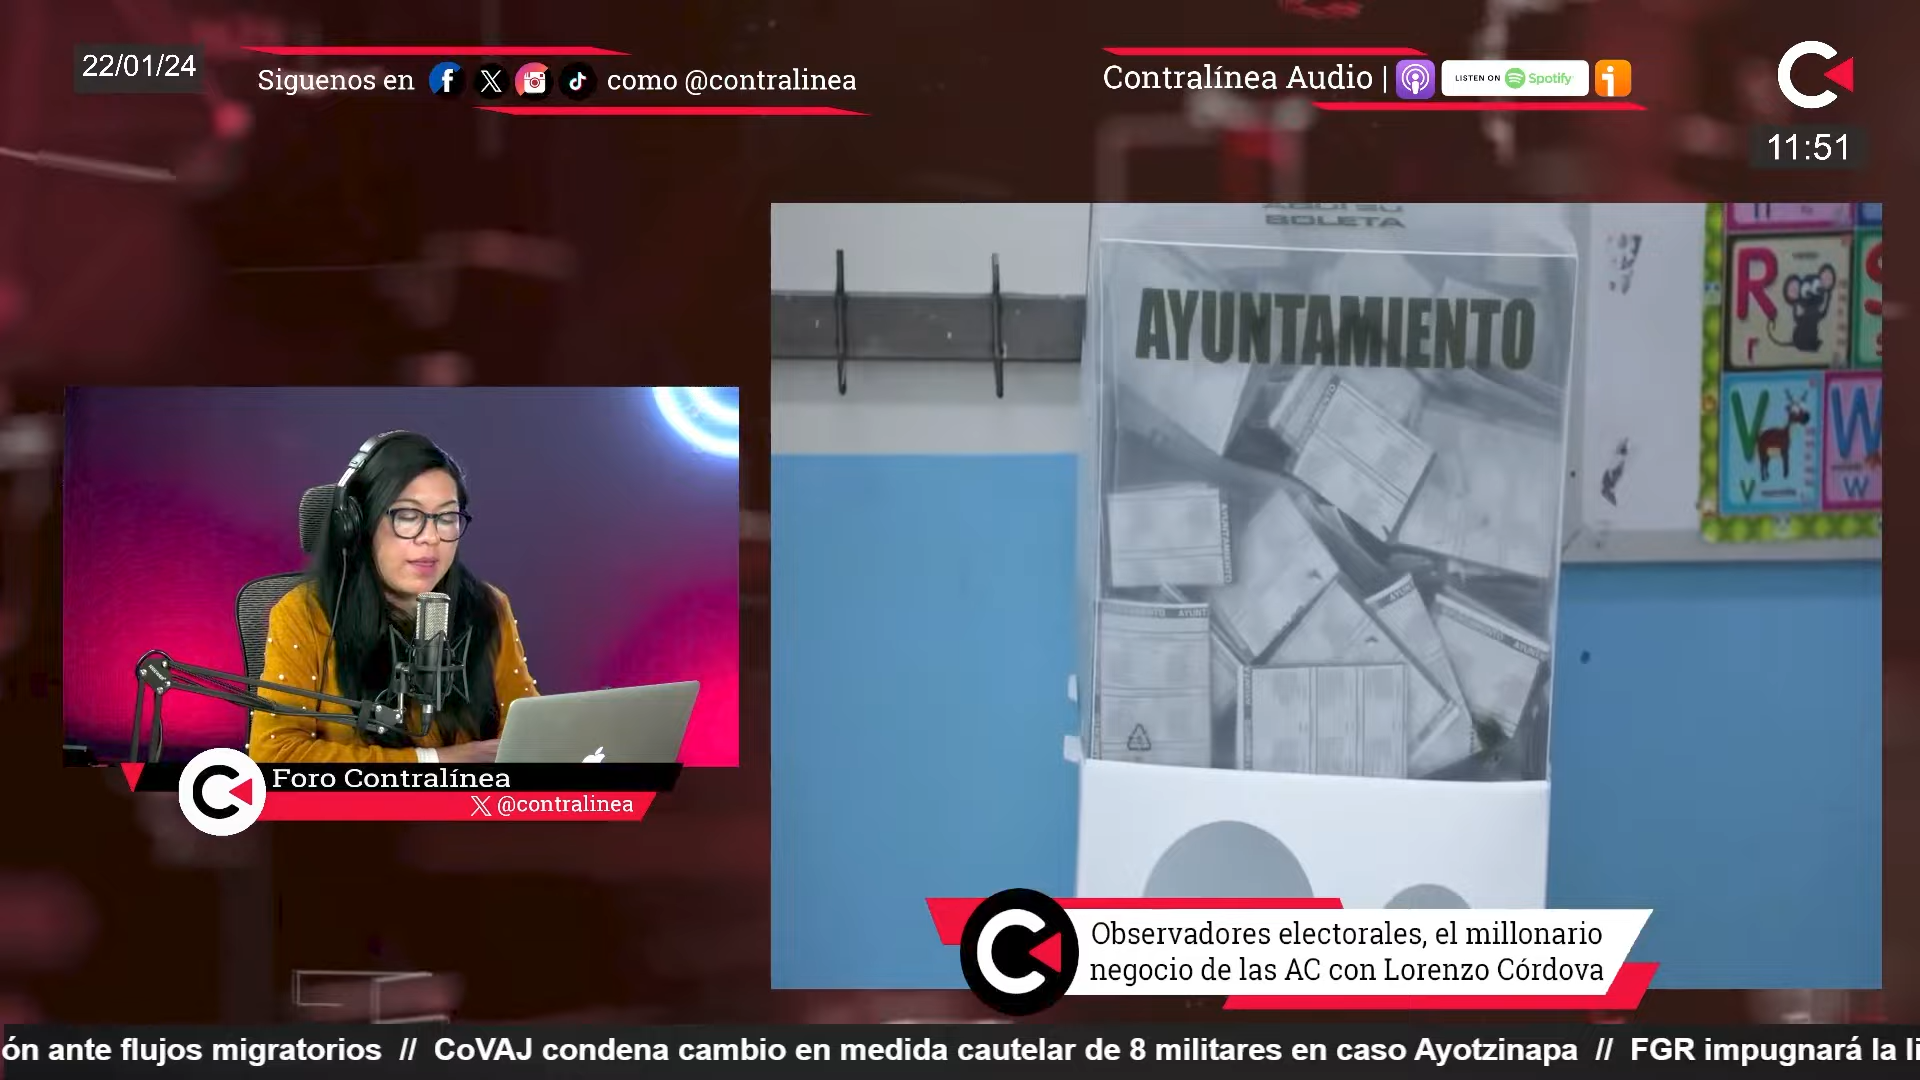 22/01/24
Siguenos en
como @contralinea
Contralínea Audio |
LISTEN ON Spotify
11:51
BOLETA
AYUNTAMIENTO
R
r
V
V
W
W
AYUNTAMIENTO
Foro Contralínea
@contralinea
Observadores electorales, el millonario
negocio de las AC con Lorenzo Córdova
ón ante flujos migratorios // CoVAJ condena cambio en medida cautelar de 8 militares en caso Ayotzinapa // FGR impugnará la li